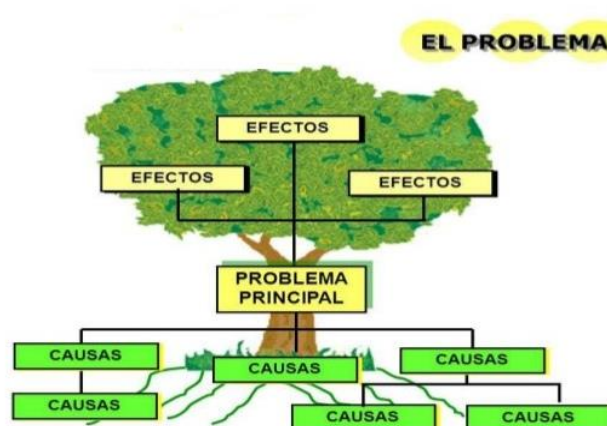 EL PROBLEMA
EFECTOS
EFECTOS
EFECTOS
PROBLEMA
PRINCIPAL
CAUSAS
CAUSAS
CAUSAS
CAUSAS
CAUSAS
CAUSAS